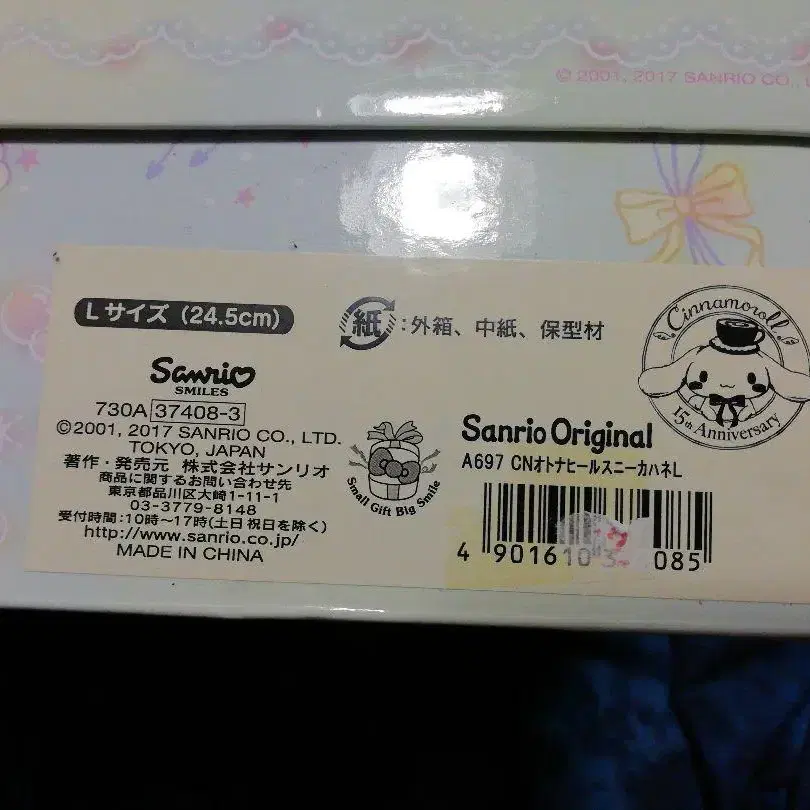 © 2001, 2017 SANRIO CO., L
Lサイズ (24.5cm)
紙:外箱、中紙、保型材
Cinnamoroll
15th Anniversary
Sanrio
SMILES
730A 37408-3
©2001, 2017 SANRIO CO., LTD.
TOKYO, JAPAN
著作・発売元 株式会社サンリオ
商品に関するお問い合わせ先
東京都品川区大崎1-11-1
03-3779-8148
受付時間:10時~17時(土日祝日を除く)
http://www.sanrio.co.jp/
MADE IN CHINA
Small Gift Big Smile
Sanrio Original
A697 CNオトナヒールスニーカハネL
4 901610 3 085